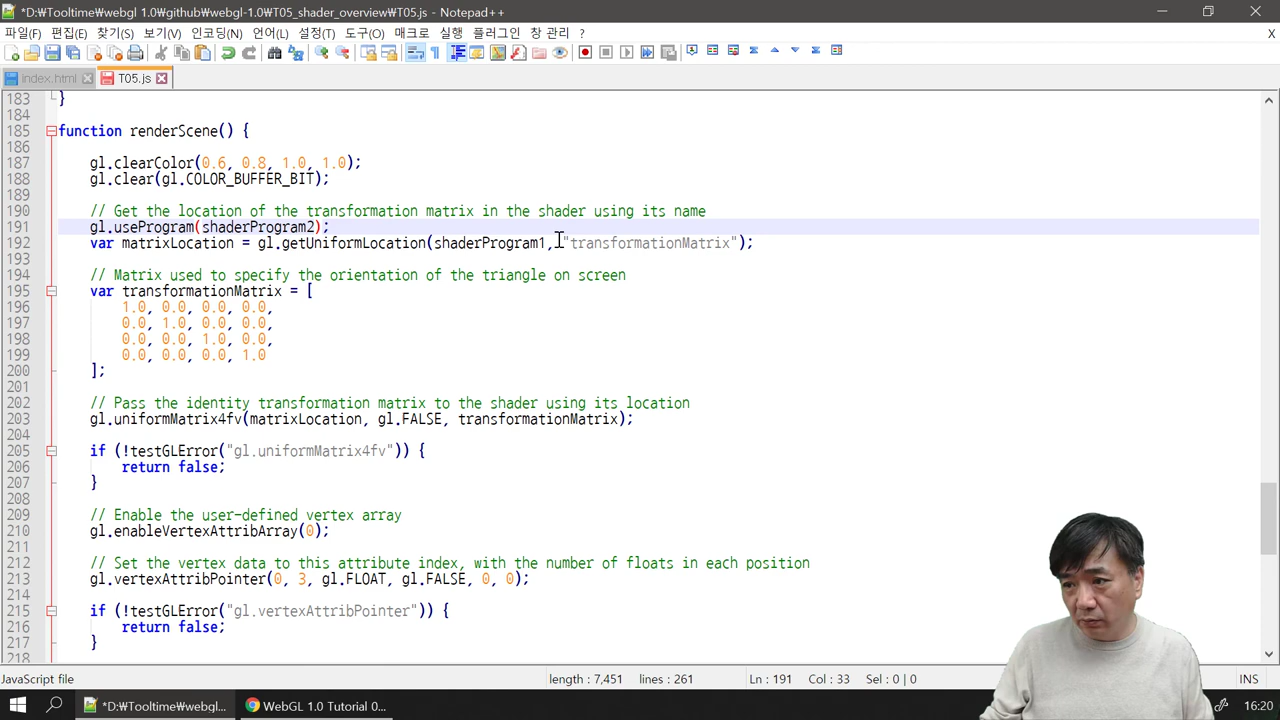 *D:₩Tooltime₩webgl 1.0₩github₩webgl-1.0₩T05_shader_overview₩T05.js - Notepad++
파일(F) 편집(E) 찾기(S) 보기(V) 인코딩(N) 언어(L) 설정(T) 도구(O) 매크로 실행 플러그인 창 관리 ? X
index.html T05.js
183 }
184
185 function renderScene() {
186
187 gl.clearColor(0.6, 0.8, 1.0, 1.0);
188 gl.clear(gl.COLOR_BUFFER_BIT);
189
190 // Get the location of the transformation matrix in the shader using its name
191 gl.useProgram(shaderProgram2);
192 var matrixLocation = gl.getUniformLocation(shaderProgram1, "transformationMatrix");
193
194 // Matrix used to specify the orientation of the triangle on screen
195 var transformationMatrix = [
196 1.0, 0.0, 0.0, 0.0,
197 0.0, 1.0, 0.0, 0.0,
198 0.0, 0.0, 1.0, 0.0,
199 0.0, 0.0, 0.0, 1.0
200 ];
201
202 // Pass the identity transformation matrix to the shader using its location
203 gl.uniformMatrix4fv(matrixLocation, gl.FALSE, transformationMatrix);
204
205 if (!testGLError("gl.uniformMatrix4fv")) {
206 return false;
207 }
208
209 // Enable the user-defined vertex array
210 gl.enableVertexAttribArray(0);
211
212 // Set the vertex data to this attribute index, with the number of floats in each position
213 gl.vertexAttribPointer(0, 3, gl.FLOAT, gl.FALSE, 0, 0);
214
215 if (!testGLError("gl.vertexAttribPointer")) {
216 return false;
217 }
218
JavaScript file length : 7,451 lines : 261 Ln : 191 Col : 33 Sel : 0 | 0 INS
*D:₩Tooltime₩webgl... WebGL 1.0 Tutorial 0... 16:20